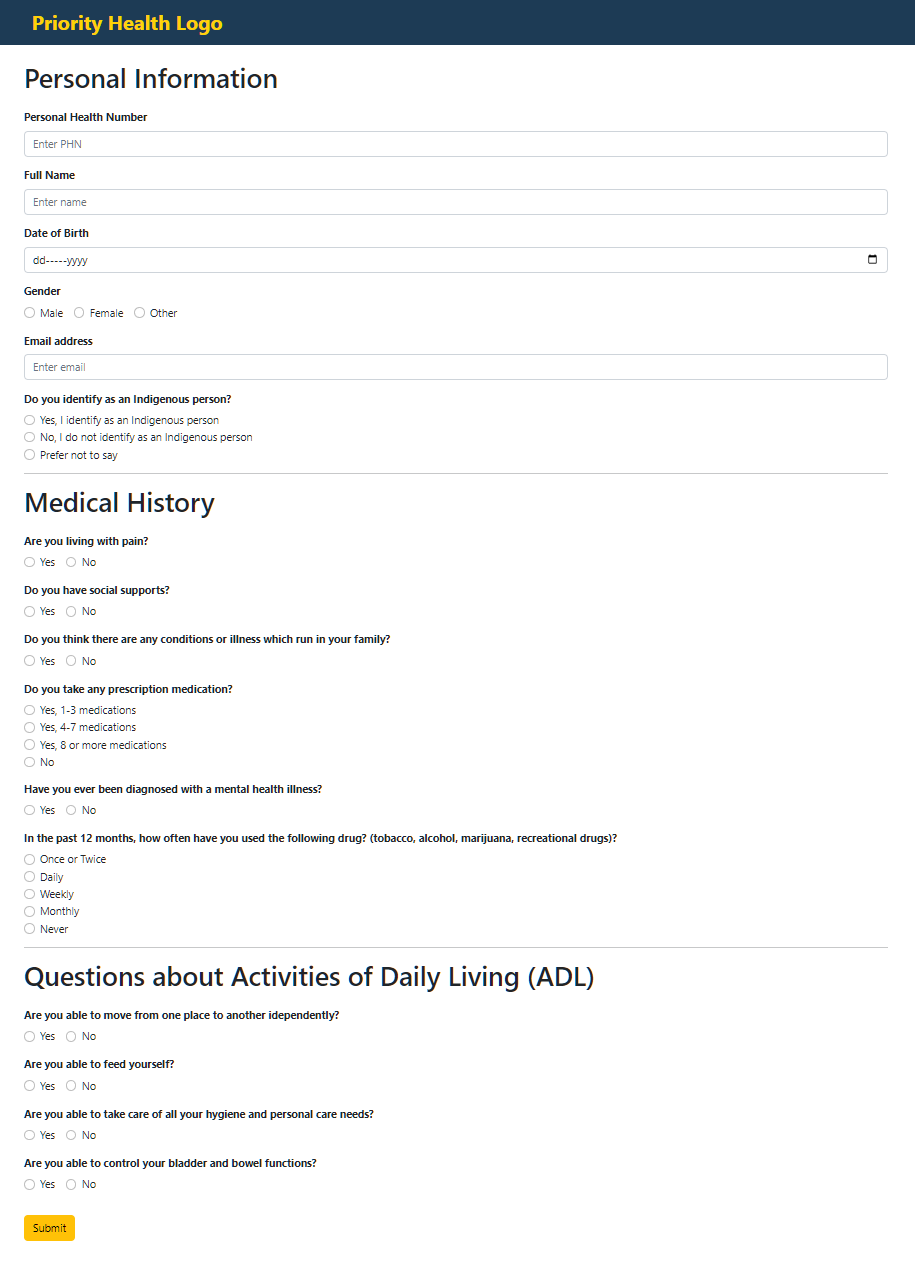 Priority Health Logo
Personal Information
Personal Health Number
Enter PHN
Full Name
Enter name
Date of Birth
dd-----yyyy
Gender
Male Female Other
Email address
Enter email
Do you identify as an Indigenous person?
Yes, I identify as an Indigenous person
No, I do not identify as an Indigenous person
Prefer not to say
Medical History
Are you living with pain?
Yes No
Do you have social supports?
Yes No
Do you think there are any conditions or illness which run in your family?
Yes No
Do you take any prescription medication?
Yes, 1-3 medications
Yes, 4-7 medications
Yes, 8 or more medications
No
Have you ever been diagnosed with a mental health illness?
Yes No
In the past 12 months, how often have you used the following drug? (tobacco, alcohol, marijuana, recreational drugs)?
Once or Twice
Daily
Weekly
Monthly
Never
Questions about Activities of Daily Living (ADL)
Are you able to move from one place to another idependently?
Yes No
Are you able to feed yourself?
Yes No
Are you able to take care of all your hygiene and personal care needs?
Yes No
Are you able to control your bladder and bowel functions?
Yes No
Submit